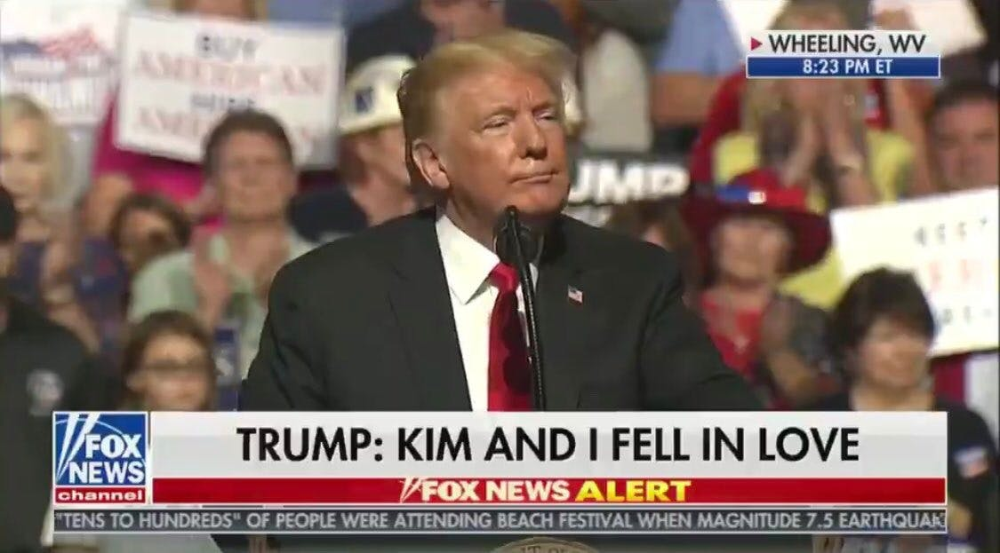 WHEELING, WV
8:23 PM ET
BUY
AMERICAN
HIRE
UMP
TRUMP: KIM AND I FELL IN LOVE
FOX
NEWS
channel
FOX NEWS ALERT
"TENS TO HUNDREDS" OF PEOPLE WERE ATTENDING BEACH FESTIVAL WHEN MAGNITUDE 7.5 EARTHQUAK